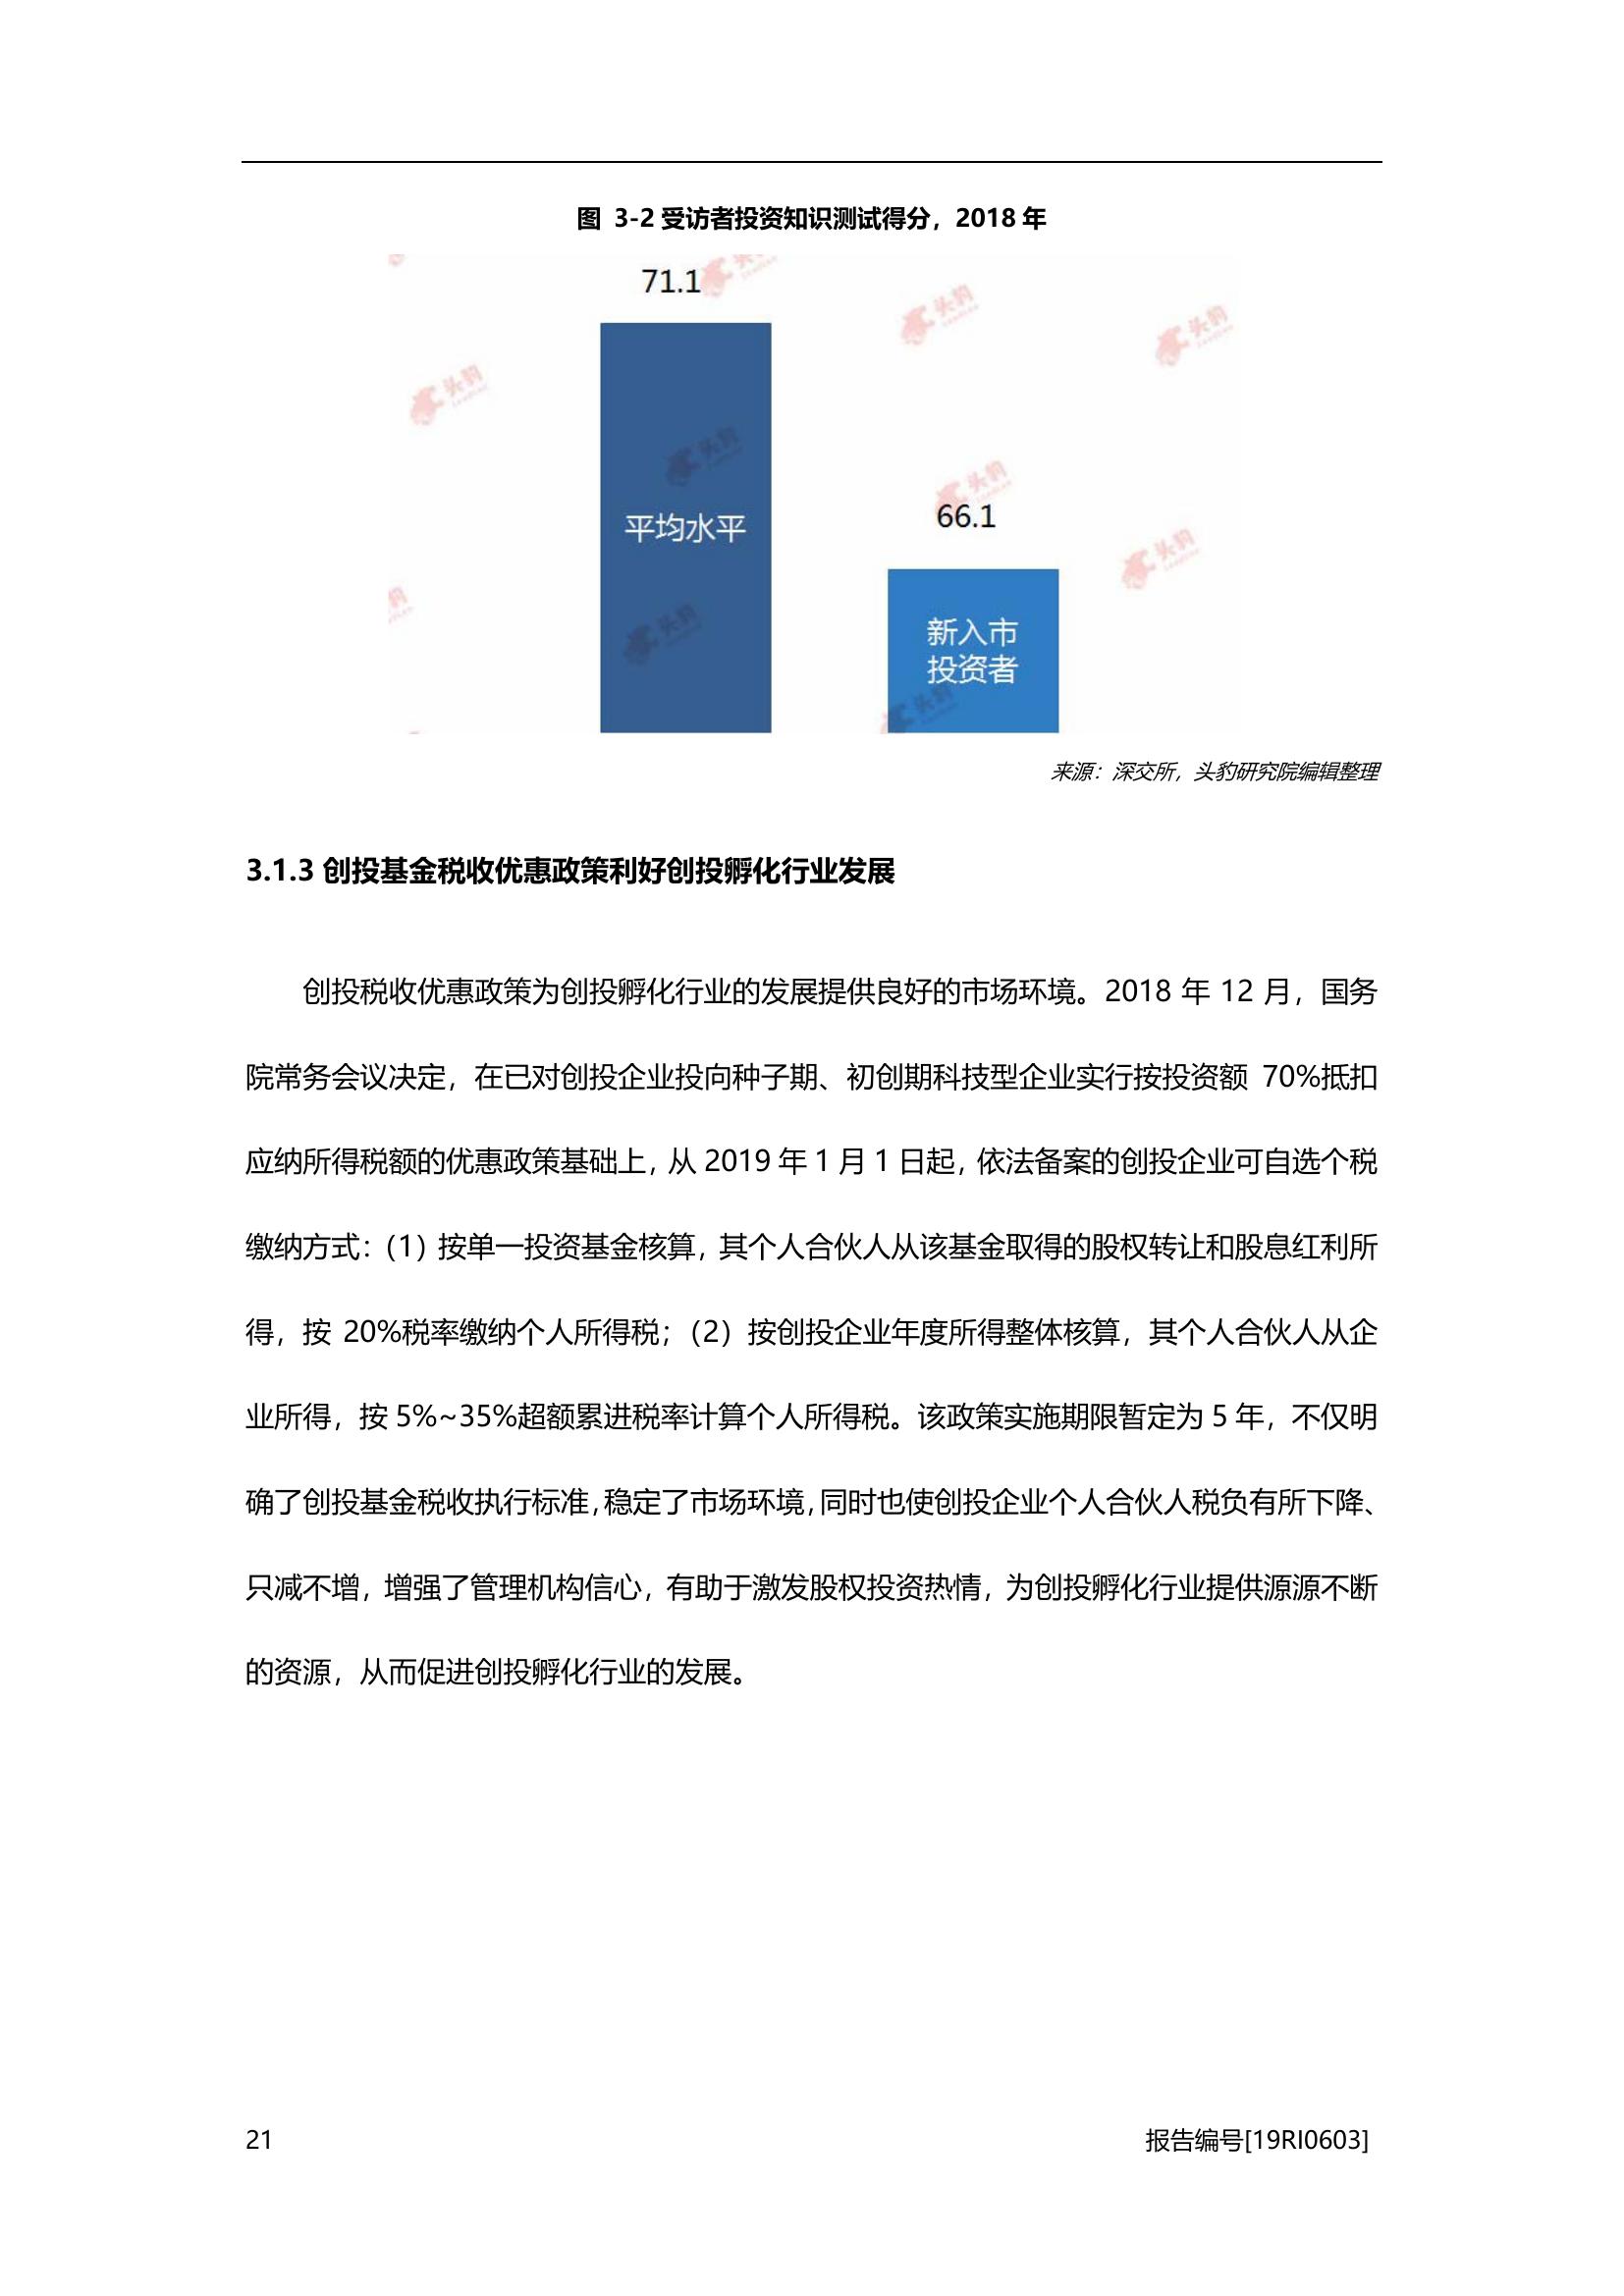 图 3-2 受访者投资知识测试得分，2018 年
71.1
平均水平
66.1
新入市
投资者
头豹
头豹
头豹
头豹
头豹
头豹
头豹
头豹
头豹
来源：深交所，头豹研究院编辑整理
3.1.3 创投基金税收优惠政策利好创投孵化行业发展
创投税收优惠政策为创投孵化行业的发展提供良好的市场环境。2018 年 12 月，国务
院常务会议决定，在已对创投企业投向种子期、初创期科技型企业实行按投资额 70%抵扣
应纳所得税额的优惠政策基础上，从 2019 年 1 月 1 日起，依法备案的创投企业可自选个税
缴纳方式：（1）按单一投资基金核算，其个人合伙人从该基金取得的股权转让和股息红利所
得，按 20%税率缴纳个人所得税；（2）按创投企业年度所得整体核算，其个人合伙人从企
业所得，按 5%~35%超额累进税率计算个人所得税。该政策实施期限暂定为 5 年，不仅明
确了创投基金税收执行标准，稳定了市场环境，同时也使创投企业个人合伙人税负有所下降、
只减不增，增强了管理机构信心，有助于激发股权投资热情，为创投孵化行业提供源源不断
的资源，从而促进创投孵化行业的发展。
21
报告编号[19RI0603]